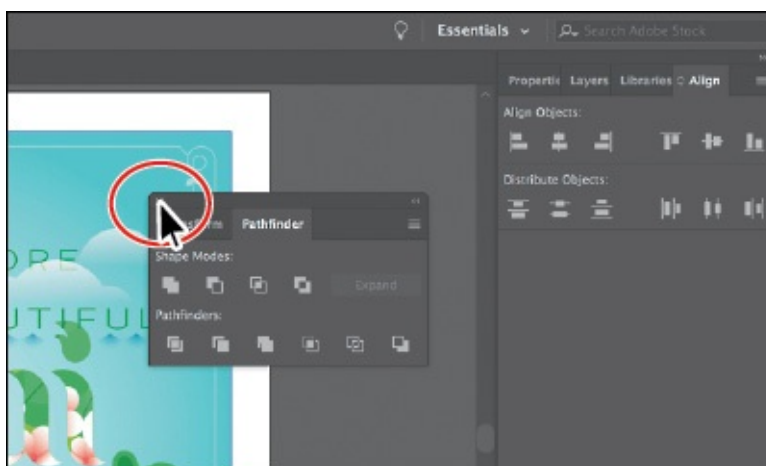 Essentials
Search Adobe Stock
Properti Layers Libraries Align
Align Objects:
Distribute Objects:
Pathfinder
Shape Modes:
Expand
Pathfinders:
ORE
UTIFUL